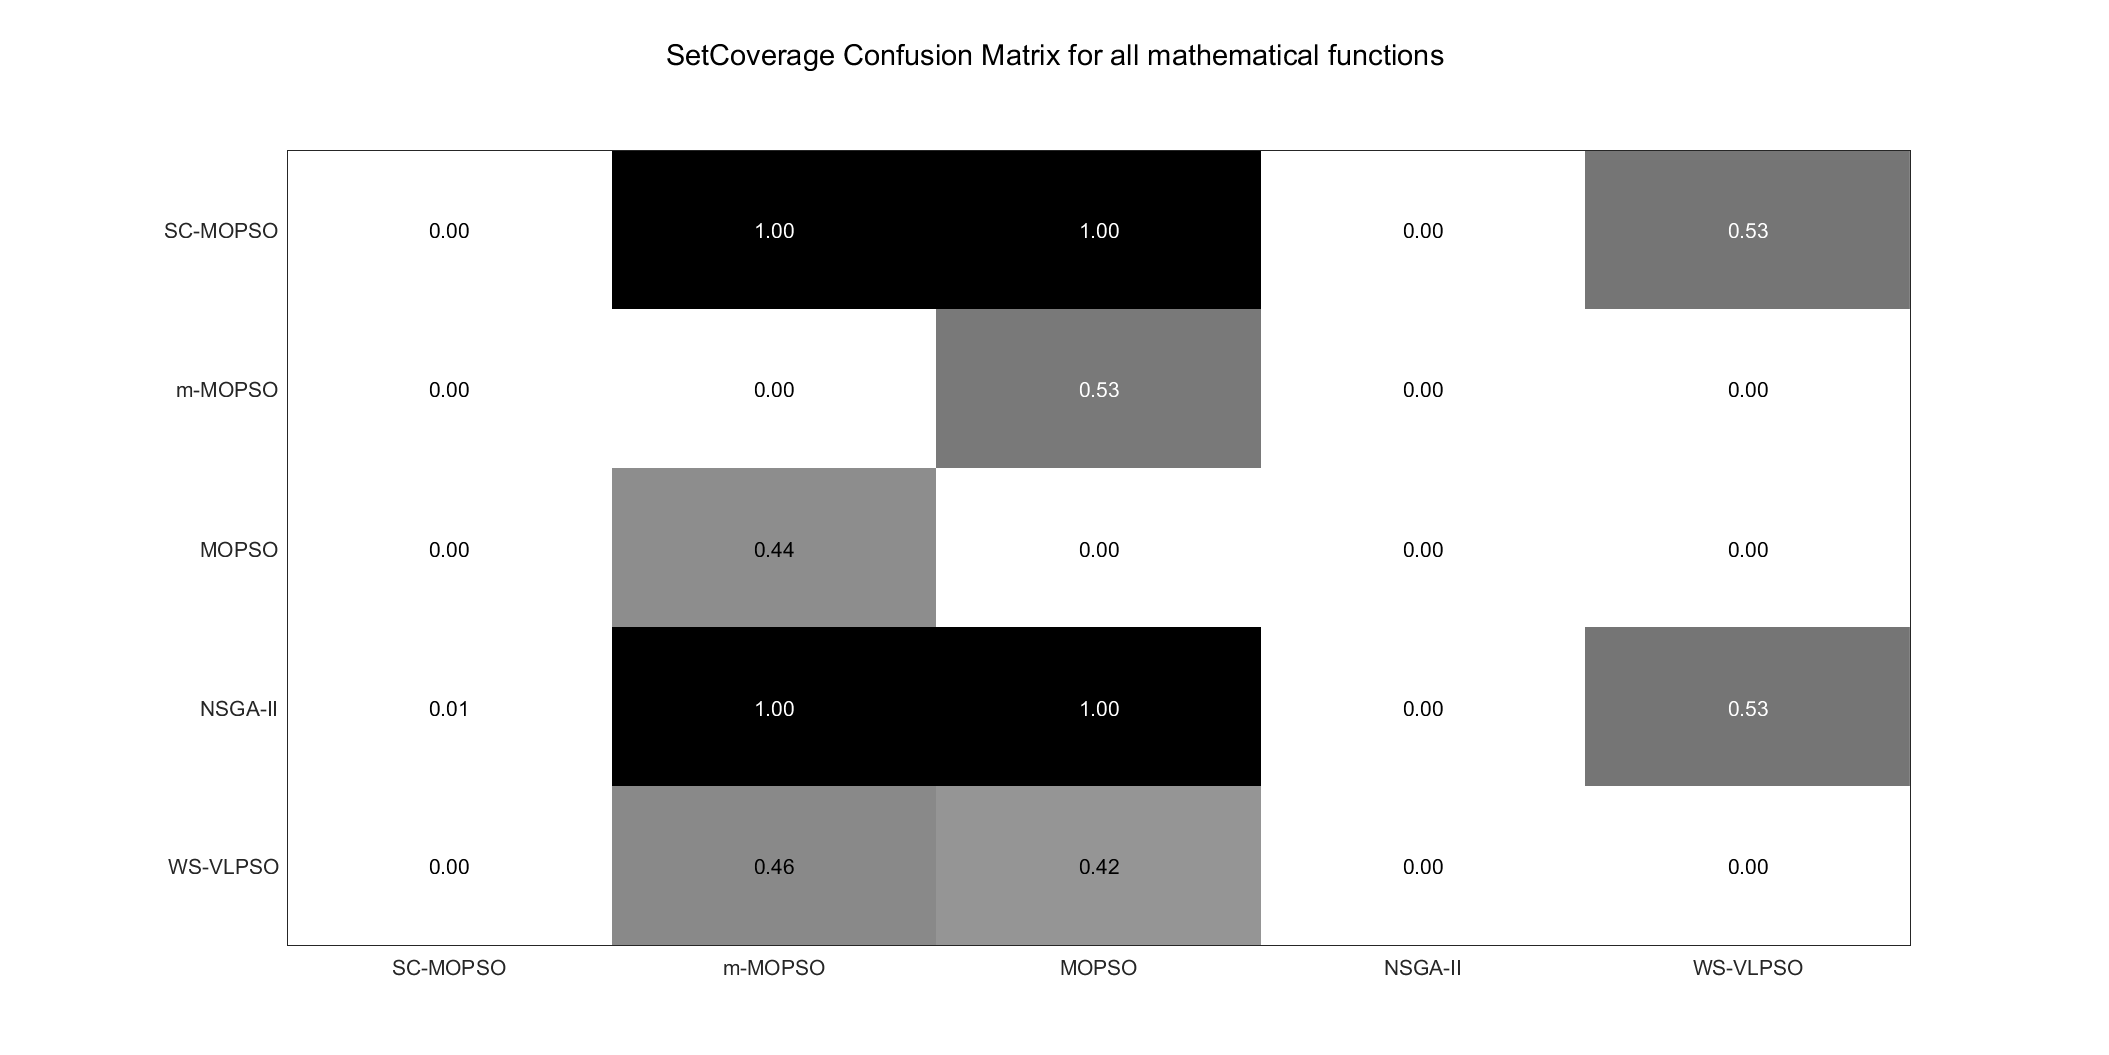 SetCoverage Confusion Matrix for all mathematical functions
SC-MOPSO 0.00 1.00 1.00 0.00 0.53
m-MOPSO 0.00 0.00 0.53 0.00 0.00
MOPSO 0.00 0.44 0.00 0.00 0.00
NSGA-II 0.01 1.00 1.00 0.00 0.53
WS-VLPSO 0.00 0.46 0.42 0.00 0.00
SC-MOPSO m-MOPSO MOPSO NSGA-II WS-VLPSO